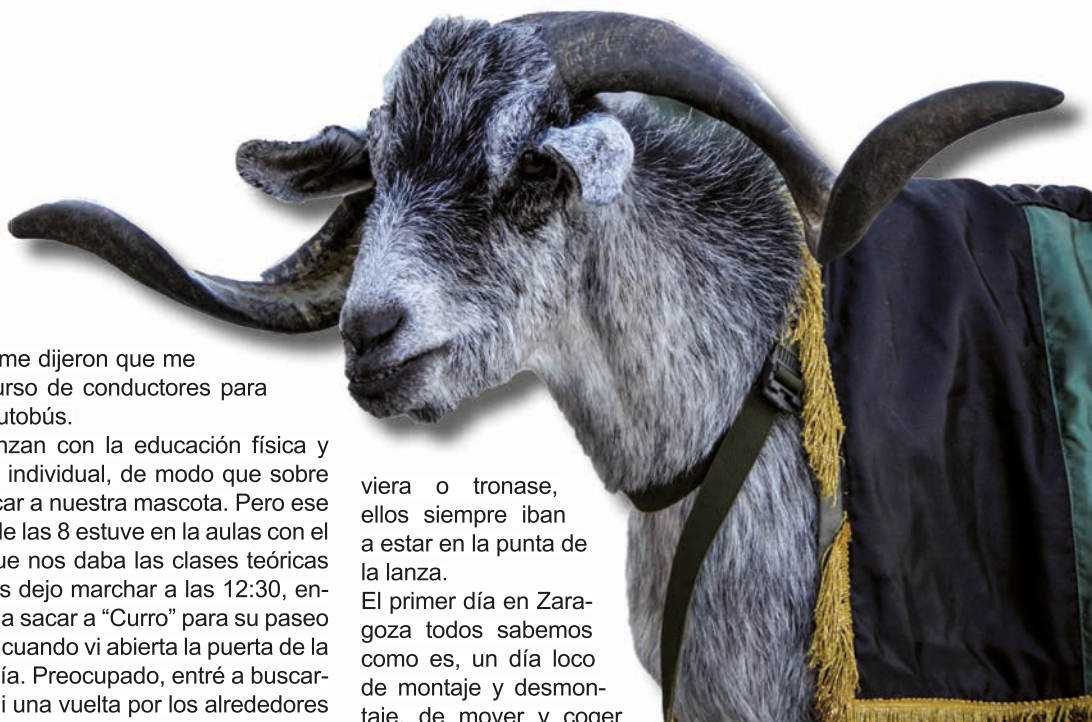 me dijeron que me
urso de conductores para
utobús.
nzan con la educación física y
individual, de modo que sobre
car a nuestra mascota. Pero ese
de las 8 estuve en la aulas con el
ue nos daba las clases teóricas
s dejo marchar a las 12:30, en-
a sacar a “Curro” para su paseo
cuando vi abierta la puerta de la
ía. Preocupado, entré a buscar-
i una vuelta por los alrededores
viera o tronase,
ellos siempre iban
a estar en la punta de
la lanza.
El primer día en Zara-
goza todos sabemos
como es, un día loco
de montaje y desmon-
taje, de mover y coger